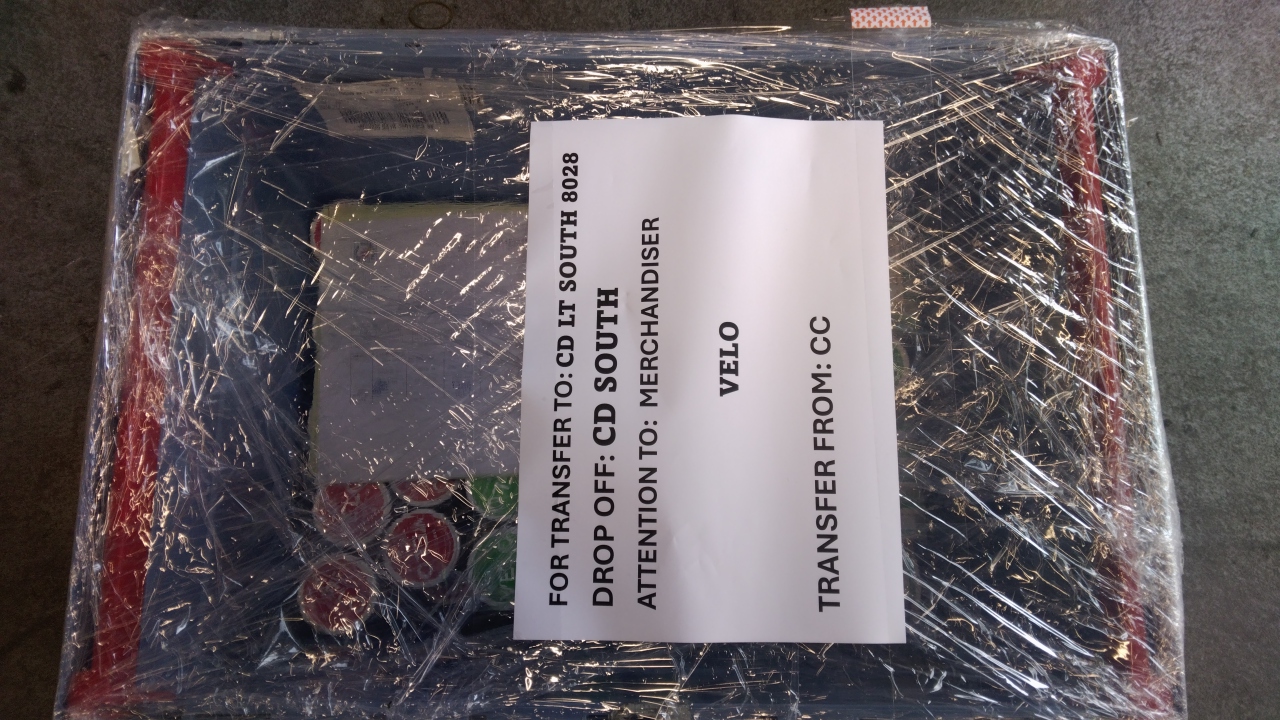 FOR TRANSFER TO: CD LT SOUTH 8028
DROP OFF: CD SOUTH
ATTENTION TO: MERCHANDISER
VELO
TRANSFER FROM: CC